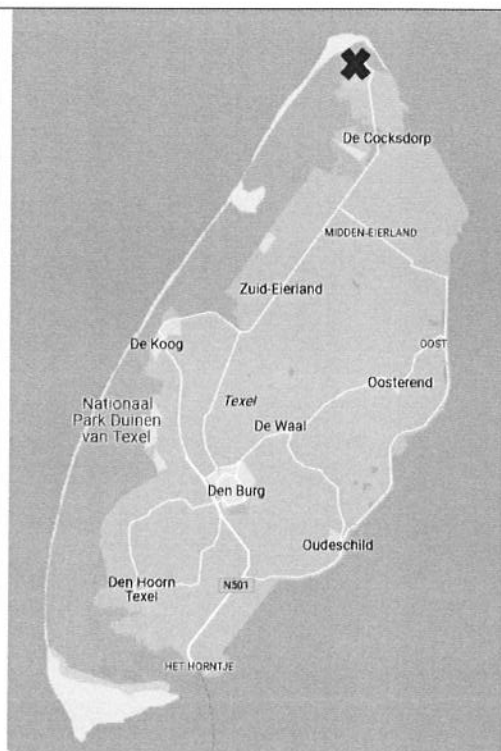 De Cocksdorp
MIDDEN-EIERLAND
Zuid-Eierland
De Koog
OOST
Oosterend
Nationaal
Park Duinen
van Texel
Texel
De Waal
Den Burg
Oudeschild
Den Hoorn
Texel
N501
HET HORNTJE